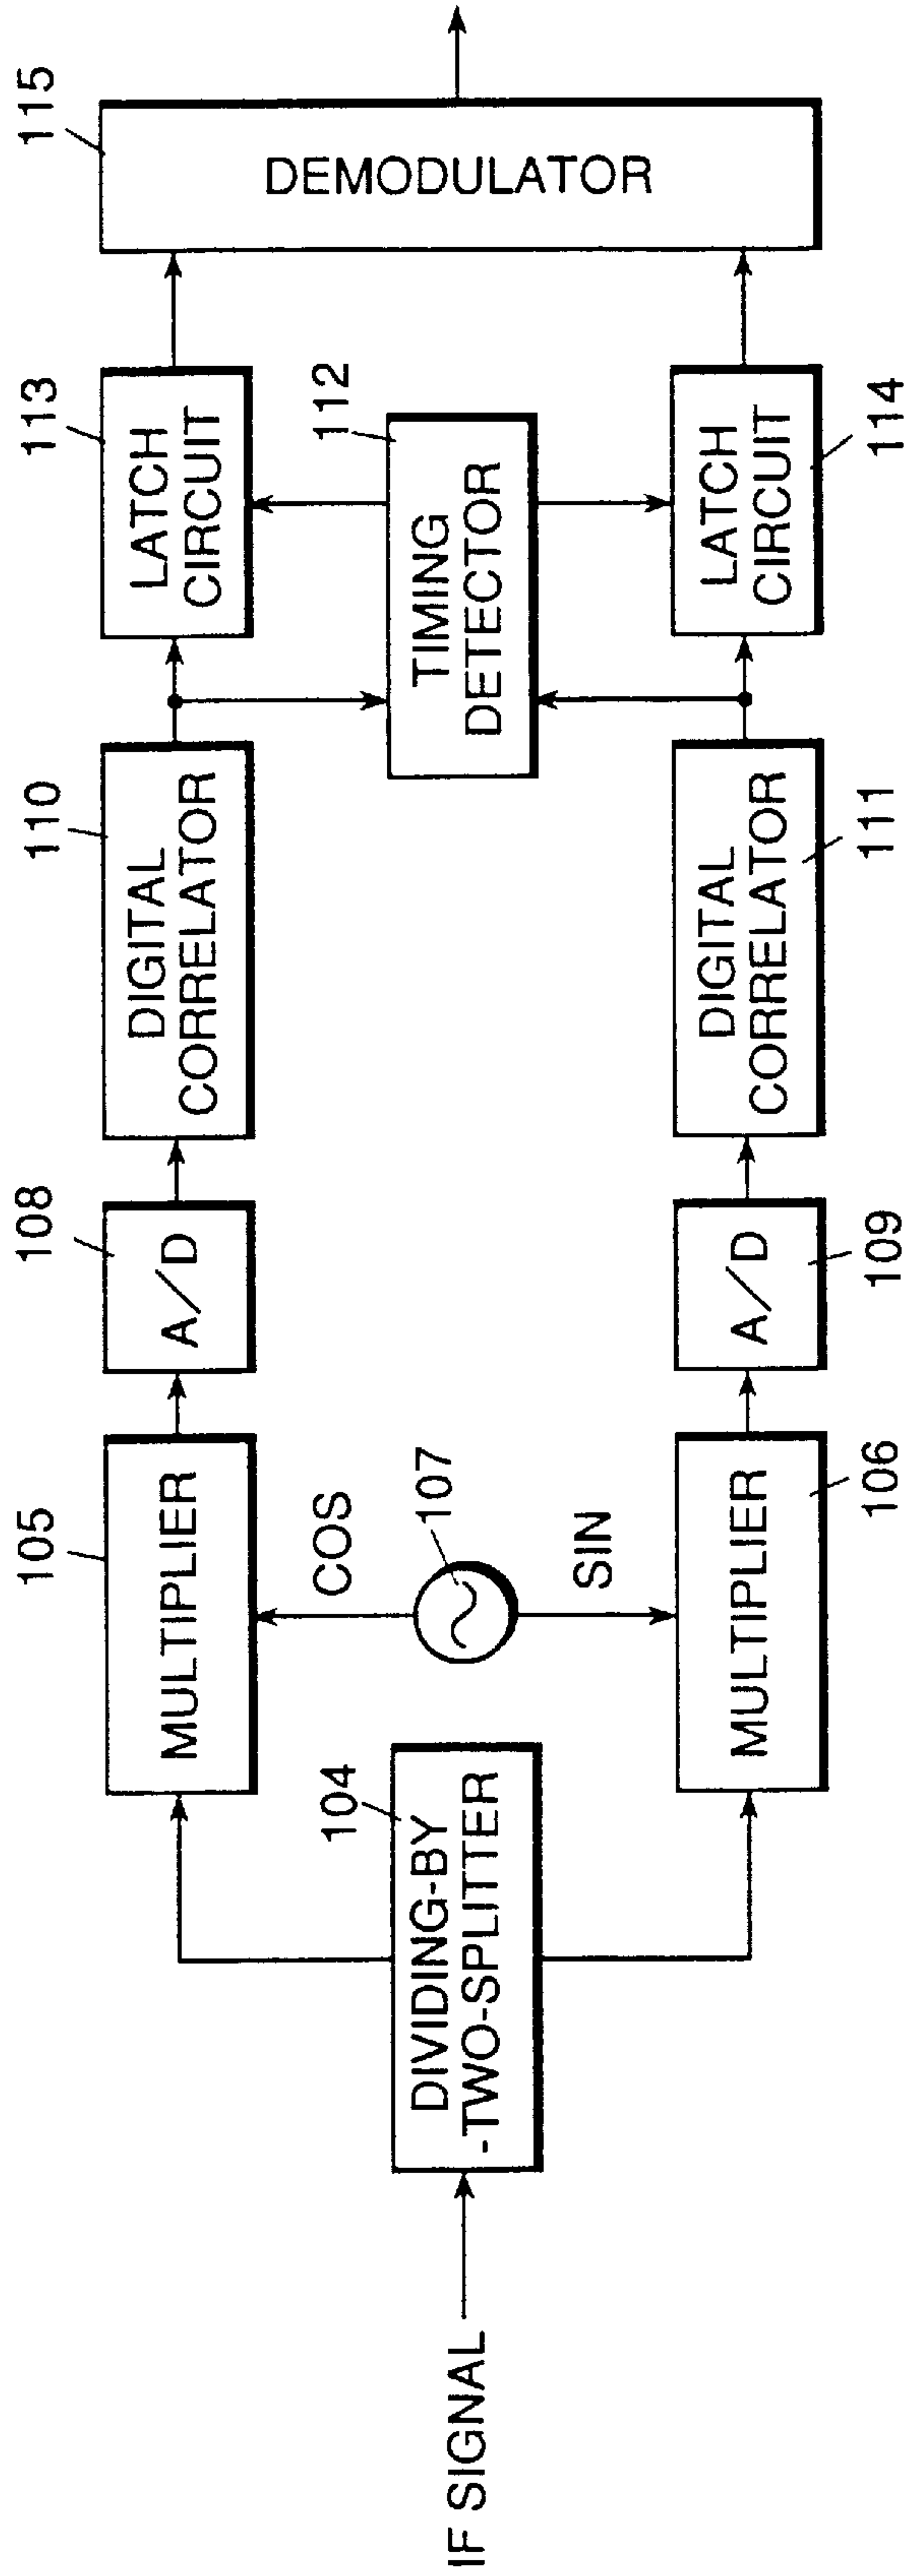 IF SIGNAL
104
DIVIDING-BY
-TWO-SPLITTER
105
MULTIPLIER
COS
107
SIN
MULTIPLIER
106
108
A/D
A/D
109
110
DIGITAL
CORRELATOR
DIGITAL
CORRELATOR
111
113
LATCH
CIRCUIT
112
TIMING
DETECTOR
LATCH
CIRCUIT
114
115
DEMODULATOR